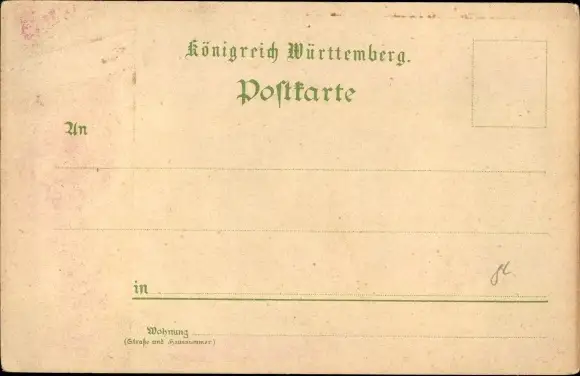 Königreich Württemberg.
Postkarte
An
in
Wohnung
(Straße und Hausnummer)